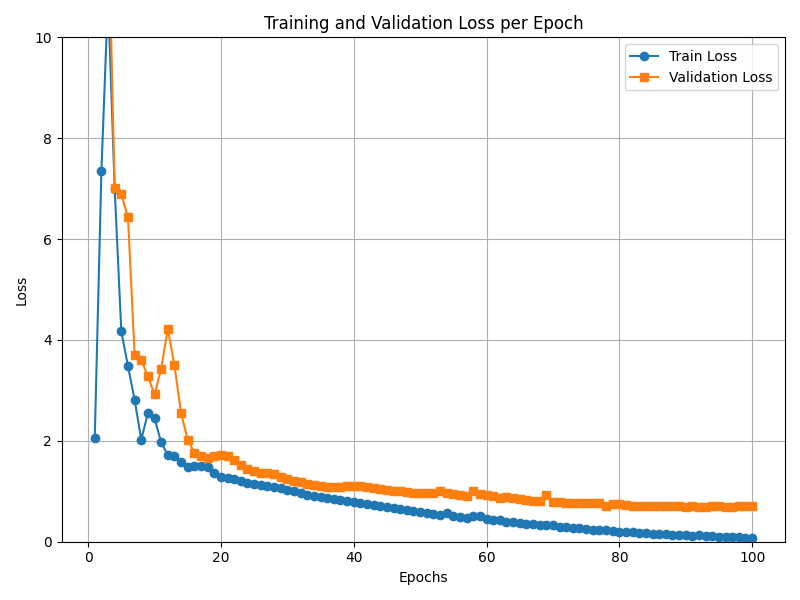 Training and Validation Loss per Epoch
Train Loss
Validation Loss
10
8
6
4
2
0
Loss
0 20 40 60 80 100
Epochs